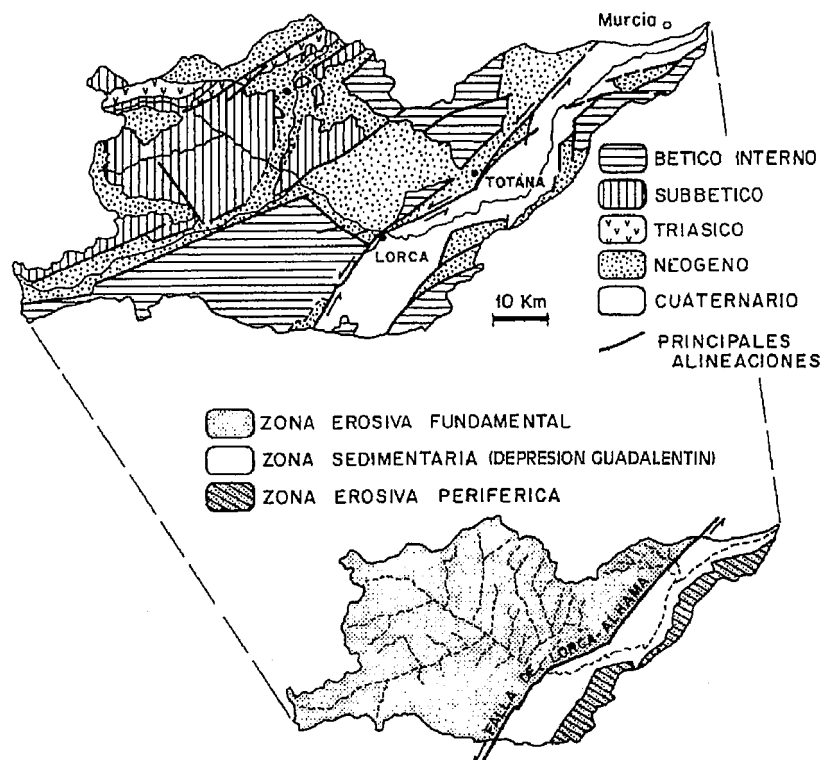 Murcia
TOTANA
LORCA
10 Km
BETICO INTERNO
SUBBETICO
TRIASICO
NEOGENO
CUATERNARIO
PRINCIPALES
ALINEACIONES
ZONA EROSIVA FUNDAMENTAL
ZONA SEDIMENTARIA (DEPRESION GUADALENTIN)
ZONA EROSIVA PERIFERICA
FALLA DE LORCA-ALHAMA